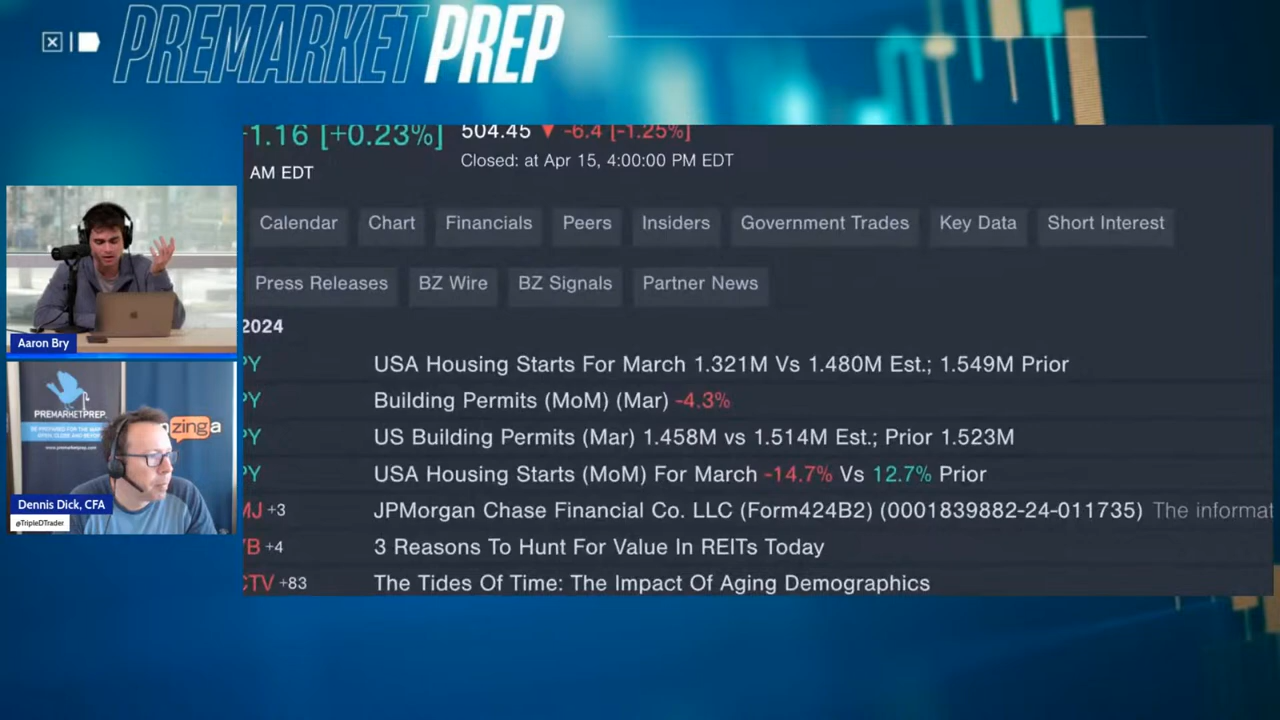 PREMARKET PREP
-1.16 [+0.23%]
504.45 ▼ -6.4 [-1.25%]
Closed: at Apr 15, 4:00:00 PM EDT
AM EDT
Calendar Chart Financials Peers Insiders Government Trades Key Data Short Interest
Press Releases BZ Wire BZ Signals Partner News
2024
PY USA Housing Starts For March 1.321M Vs 1.480M Est.; 1.549M Prior
PY Building Permits (MoM) (Mar) -4.3%
PY US Building Permits (Mar) 1.458M vs 1.514M Est.; Prior 1.523M
PY USA Housing Starts (MoM) For March -14.7% Vs 12.7% Prior
MJ +3 JPMorgan Chase Financial Co. LLC (Form424B2) (0001839882-24-011735) The informat
B +4 3 Reasons To Hunt For Value In REITs Today
CTV +83 The Tides Of Time: The Impact Of Aging Demographics
Aaron Bry
PREMARKETPREP
www.premarketprep.com
zinga
Dennis Dick, CFA
@TripleDTrader